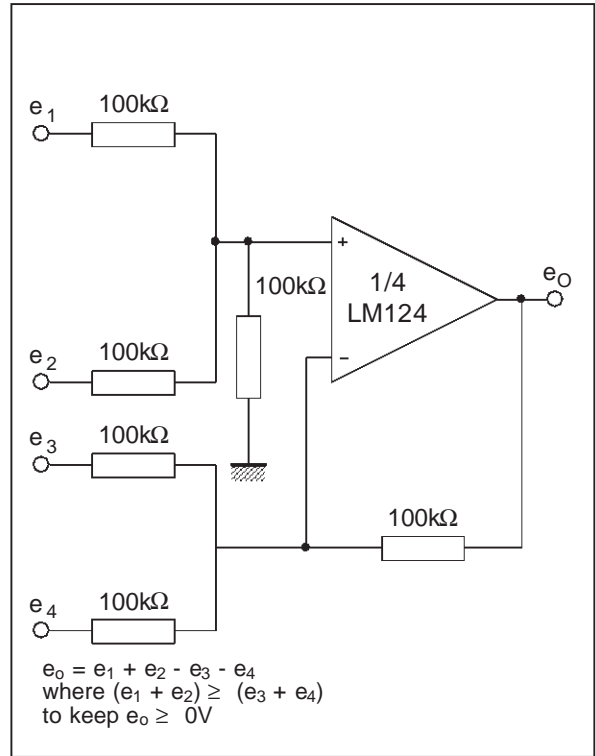 100kΩ
e1
+
1/4
LM124
100kΩ
eO
e2
100kΩ
−
e3
100kΩ
100kΩ
e4
100kΩ
eo = e1 + e2 - e3 - e4
where (e1 + e2) ≥ (e3 + e4)
to keep eo ≥ 0V